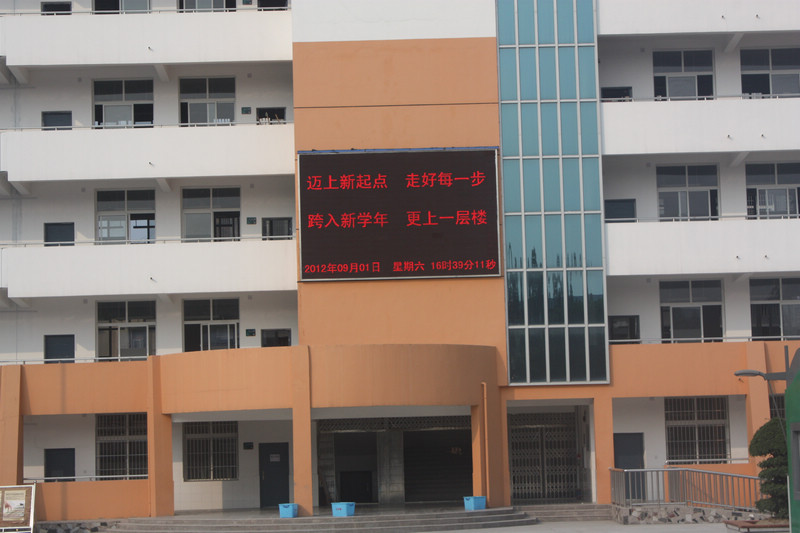 迈上新起点 走好每一步
跨入新学年 更上一层楼
2012年09月01日 星期六 16时39分11秒